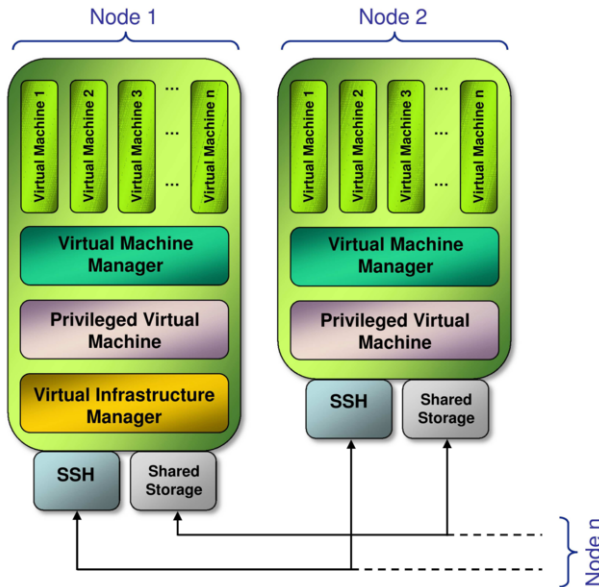 Node 1
Node 2
Virtual Machine 1
Virtual Machine 2
Virtual Machine 3
...
...
...
Virtual Machine n
Virtual Machine 1
Virtual Machine 2
Virtual Machine 3
...
...
...
Virtual Machine n
Virtual Machine
Manager
Virtual Machine
Manager
Privileged Virtual
Machine
Privileged Virtual
Machine
Virtual Infrastructure
Manager
SSH
Shared
Storage
SSH
Shared
Storage
Node n